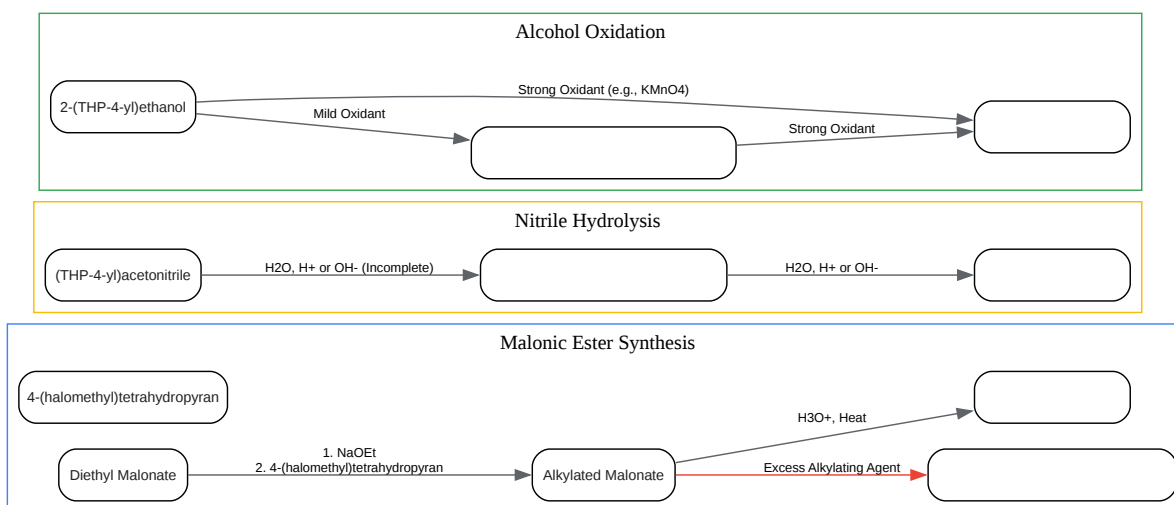 Alcohol Oxidation
2-(THP-4-yl)ethanol
Strong Oxidant (e.g., KMnO4)
Mild Oxidant
Strong Oxidant
Nitrile Hydrolysis
(THP-4-yl)acetonitrile
H2O, H+ or OH- (Incomplete)
H2O, H+ or OH-
Malonic Ester Synthesis
4-(halomethyl)tetrahydropyran
H3O+, Heat
Diethyl Malonate
1. NaOEt
2. 4-(halomethyl)tetrahydropyran
Alkylated Malonate
Excess Alkylating Agent